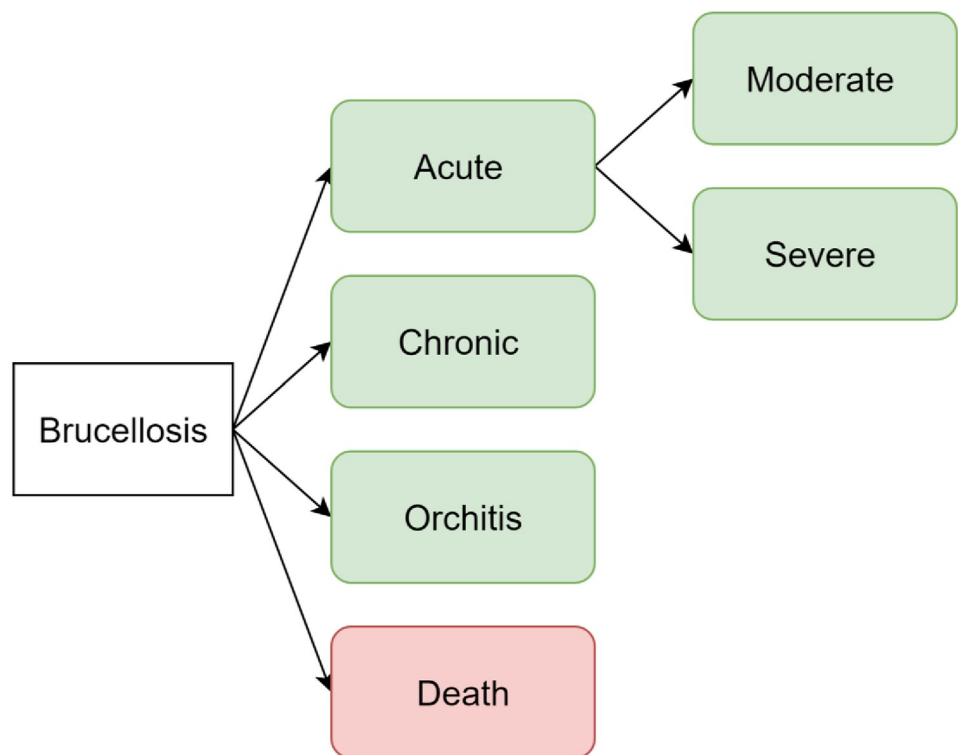 Brucellosis
Acute
Chronic
Orchitis
Death
Moderate
Severe